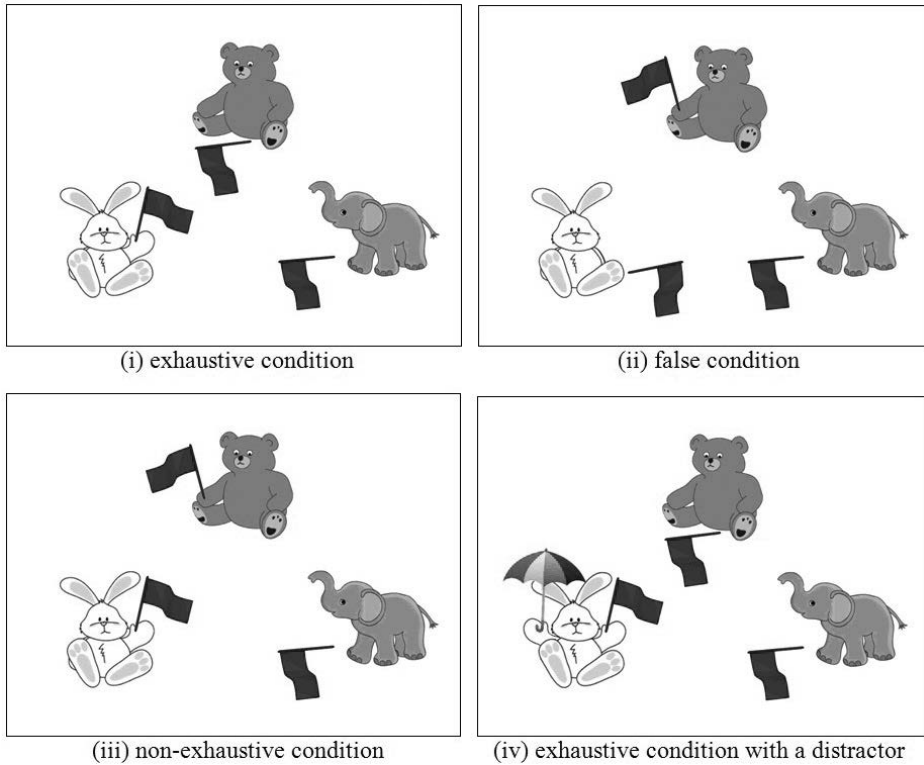 (i) exhaustive condition
(ii) false condition
(iii) non-exhaustive condition
(iv) exhaustive condition with a distractor